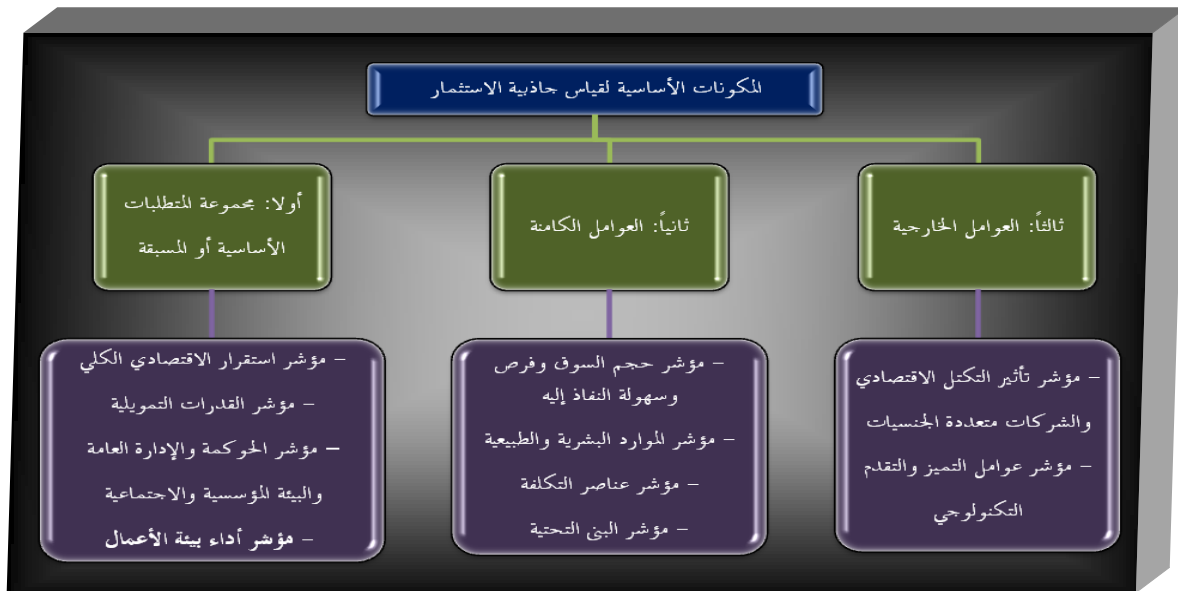 المكونات الأساسية لقياس جاذبية الاستثمار
أولا: مجموعة المتطلبات
الأساسية أو المسبقة
– مؤشر استقرار الاقتصادي الكلي
– مؤشر القدرات التمويلية
– مؤشر الحوكمة والإدارة العامة
والبيئة المؤسسية والاجتماعية
– مؤشر أداء بيئة الأعمال
ثانياً: العوامل الكامنة
– مؤشر حجم السوق وفرص
وسهولة النفاذ إليه
– مؤشر الموارد البشرية والطبيعية
– مؤشر عناصر التكلفة
– مؤشر البنى التحتية
ثالثاً: العوامل الخارجية
– مؤشر تأثير التكتل الاقتصادي
والشركات متعددة الجنسيات
– مؤشر عوامل التميز والتقدم
التكنولوجي